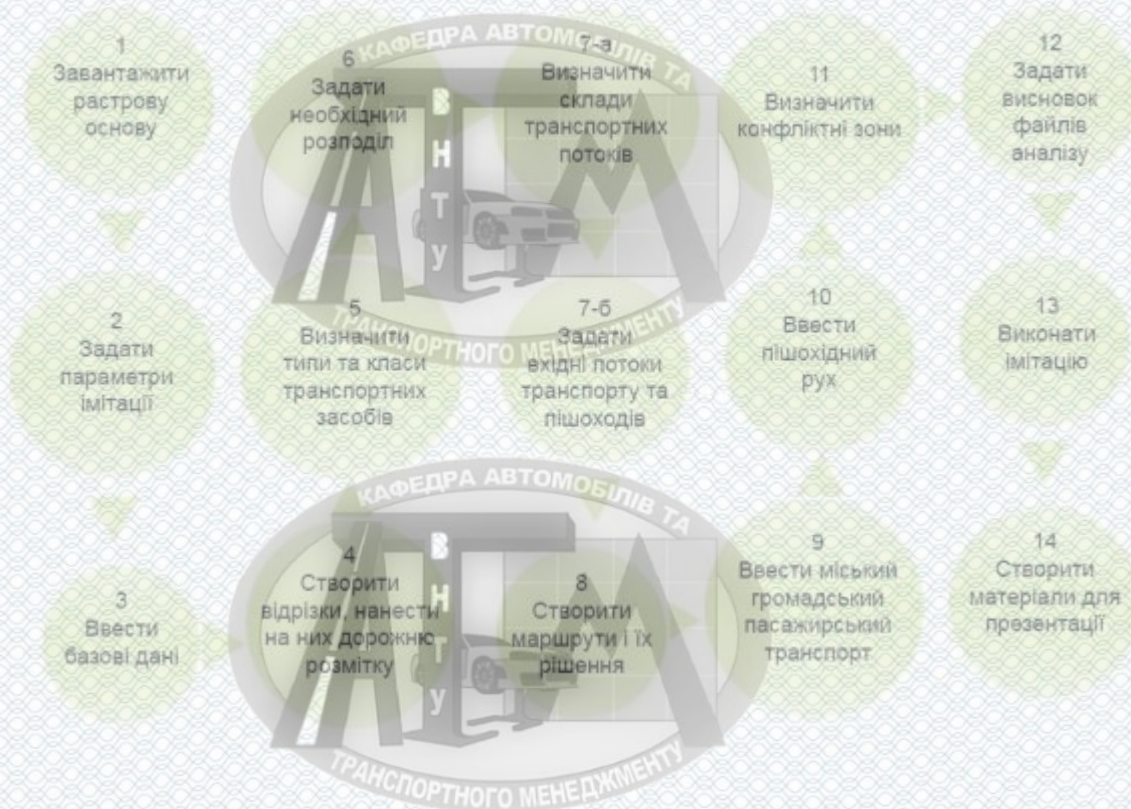 1
Завантажити
растрову
основу
2
Задати
параметри
імітації
3
Ввести
базові дані
4
Створити
відрізки, нанести
на них дорожню
розмітку
5
Визначити
типи та класи
транспортних
засобів
6
Задати
необхідний
розподіл
7-а
Визначити
склади
транспортних
потоків
7-б
Задати
вхідні потоки
транспорту та
пішоходів
8
Створити
маршрути і їх
рішення
9
Ввести міський
громадський
пасажирський
транспорт
10
Ввести
пішохідний
рух
11
Визначити
конфліктні зони
12
Задати
висновок
файлів
аналізу
13
Виконати
імітацію
14
Створити
матеріали для
презентації
КАФЕДРА АВТОМОБІЛІВ ТА
ВНТУ
ТРАНСПОРТНОГО МЕНЕДЖМЕНТУ
КАФЕДРА АВТОМОБІЛІВ ТА
ВНТУ
ТРАНСПОРТНОГО МЕНЕДЖМЕНТУ